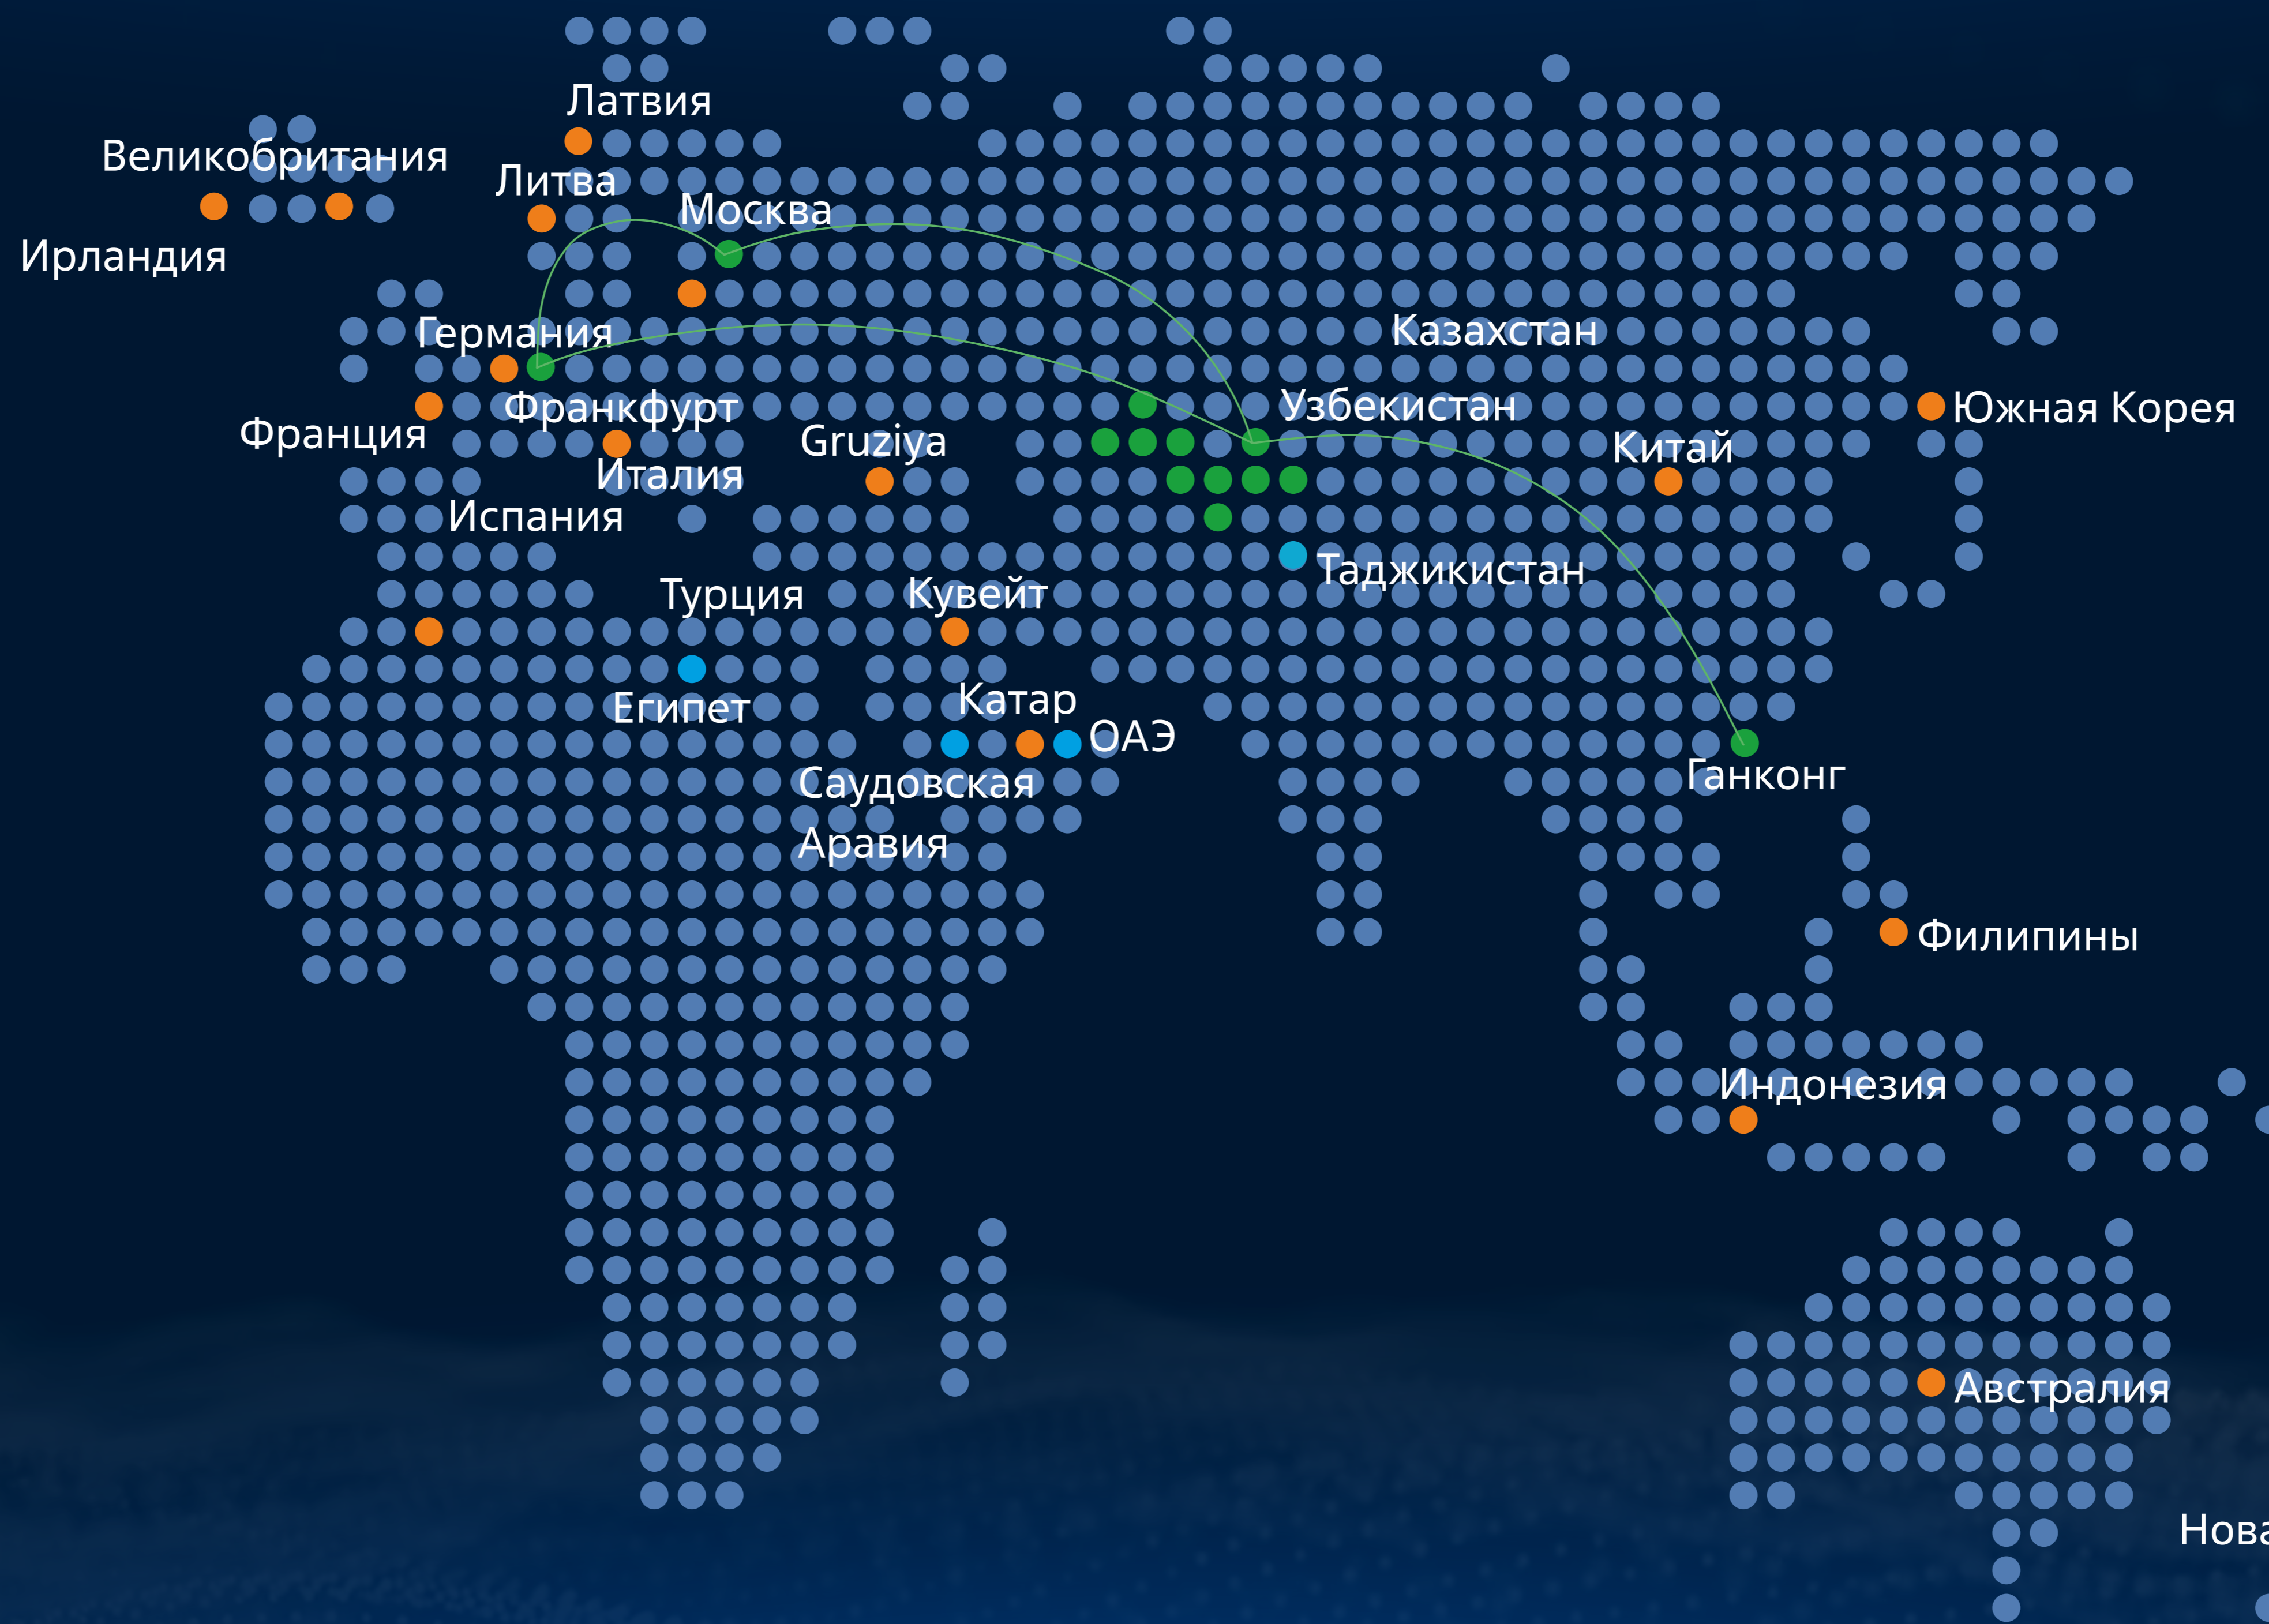 Латвия
Великобритания
Литва
Москва
Ирландия
Германия
Казахстан
Франкфурт
Узбекистан
Южная Корея
Франция
Gruziya
Китай
Италия
Испания
Таджикистан
Турция
Кувейт
Египет
Катар
ОАЭ
Саудовская
Аравия
Ганконг
Филипины
Индонезия
Австралия
Нова